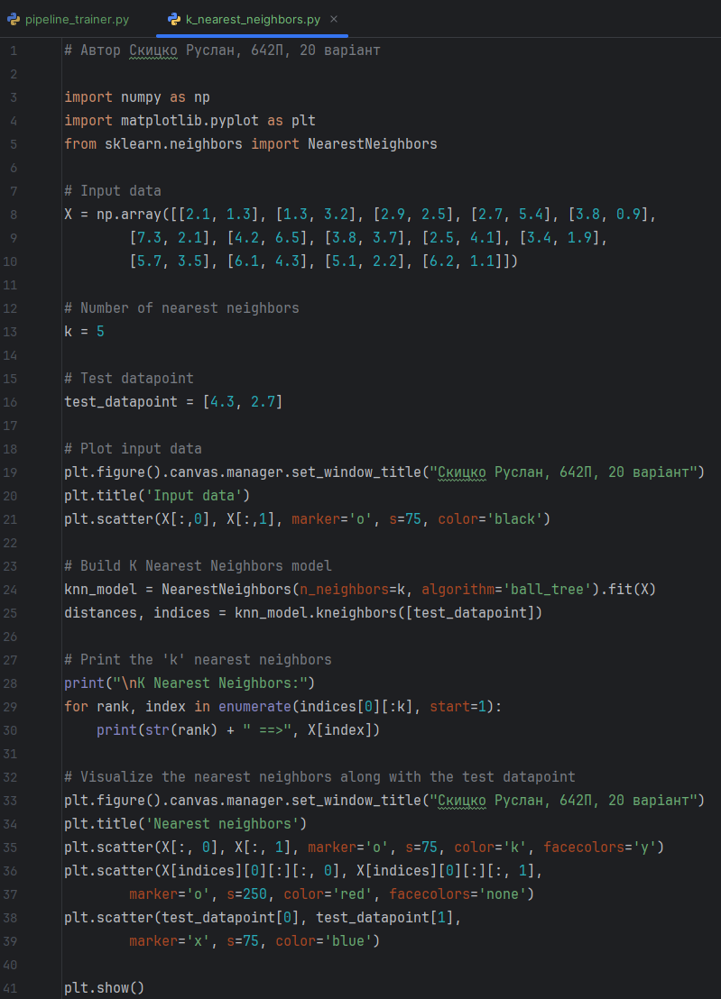 pipeline_trainer.py
k_nearest_neighbors.py ×
1 # Автор Скицко Руслан, 642П, 20 варіант
2
3 import numpy as np
4 import matplotlib.pyplot as plt
5 from sklearn.neighbors import NearestNeighbors
6
7 # Input data
8 X = np.array([[2.1, 1.3], [1.3, 3.2], [2.9, 2.5], [2.7, 5.4], [3.8, 0.9],
9         [7.3, 2.1], [4.2, 6.5], [3.8, 3.7], [2.5, 4.1], [3.4, 1.9],
10         [5.7, 3.5], [6.1, 4.3], [5.1, 2.2], [6.2, 1.1]])
11
12 # Number of nearest neighbors
13 k = 5
14
15 # Test datapoint
16 test_datapoint = [4.3, 2.7]
17
18 # Plot input data
19 plt.figure().canvas.manager.set_window_title("Скицко Руслан, 642П, 20 варіант")
20 plt.title('Input data')
21 plt.scatter(X[:,0], X[:,1], marker='o', s=75, color='black')
22
23 # Build K Nearest Neighbors model
24 knn_model = NearestNeighbors(n_neighbors=k, algorithm='ball_tree').fit(X)
25 distances, indices = knn_model.kneighbors([test_datapoint])
26
27 # Print the 'k' nearest neighbors
28 print("\nK Nearest Neighbors:")
29 for rank, index in enumerate(indices[0][:k], start=1):
30     print(str(rank) + " ==>", X[index])
31
32 # Visualize the nearest neighbors along with the test datapoint
33 plt.figure().canvas.manager.set_window_title("Скицко Руслан, 642П, 20 варіант")
34 plt.title('Nearest neighbors')
35 plt.scatter(X[:, 0], X[:, 1], marker='o', s=75, color='k', facecolors='y')
36 plt.scatter(X[indices][0][:][:, 0], X[indices][0][:][:, 1],
37         marker='o', s=250, color='red', facecolors='none')
38 plt.scatter(test_datapoint[0], test_datapoint[1],
39         marker='x', s=75, color='blue')
40
41 plt.show()